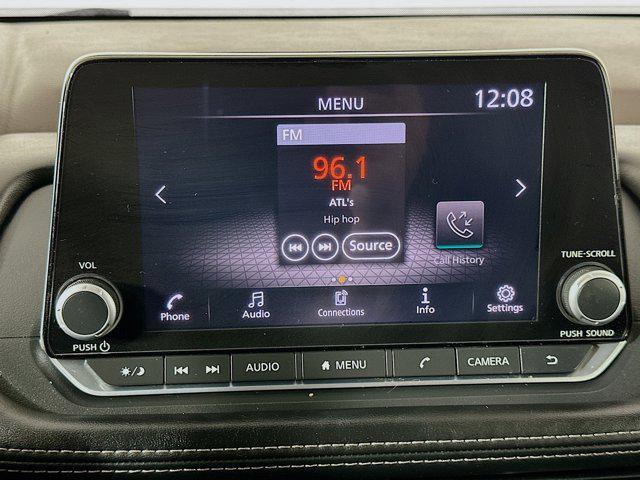 MENU 12:08
FM
96.1
FM
ATL's
Hip hop
Source
Call History
VOL
TUNE·SCROLL
PUSH
PUSH SOUND
Phone Audio Connections Info Settings
AUDIO MENU CAMERA